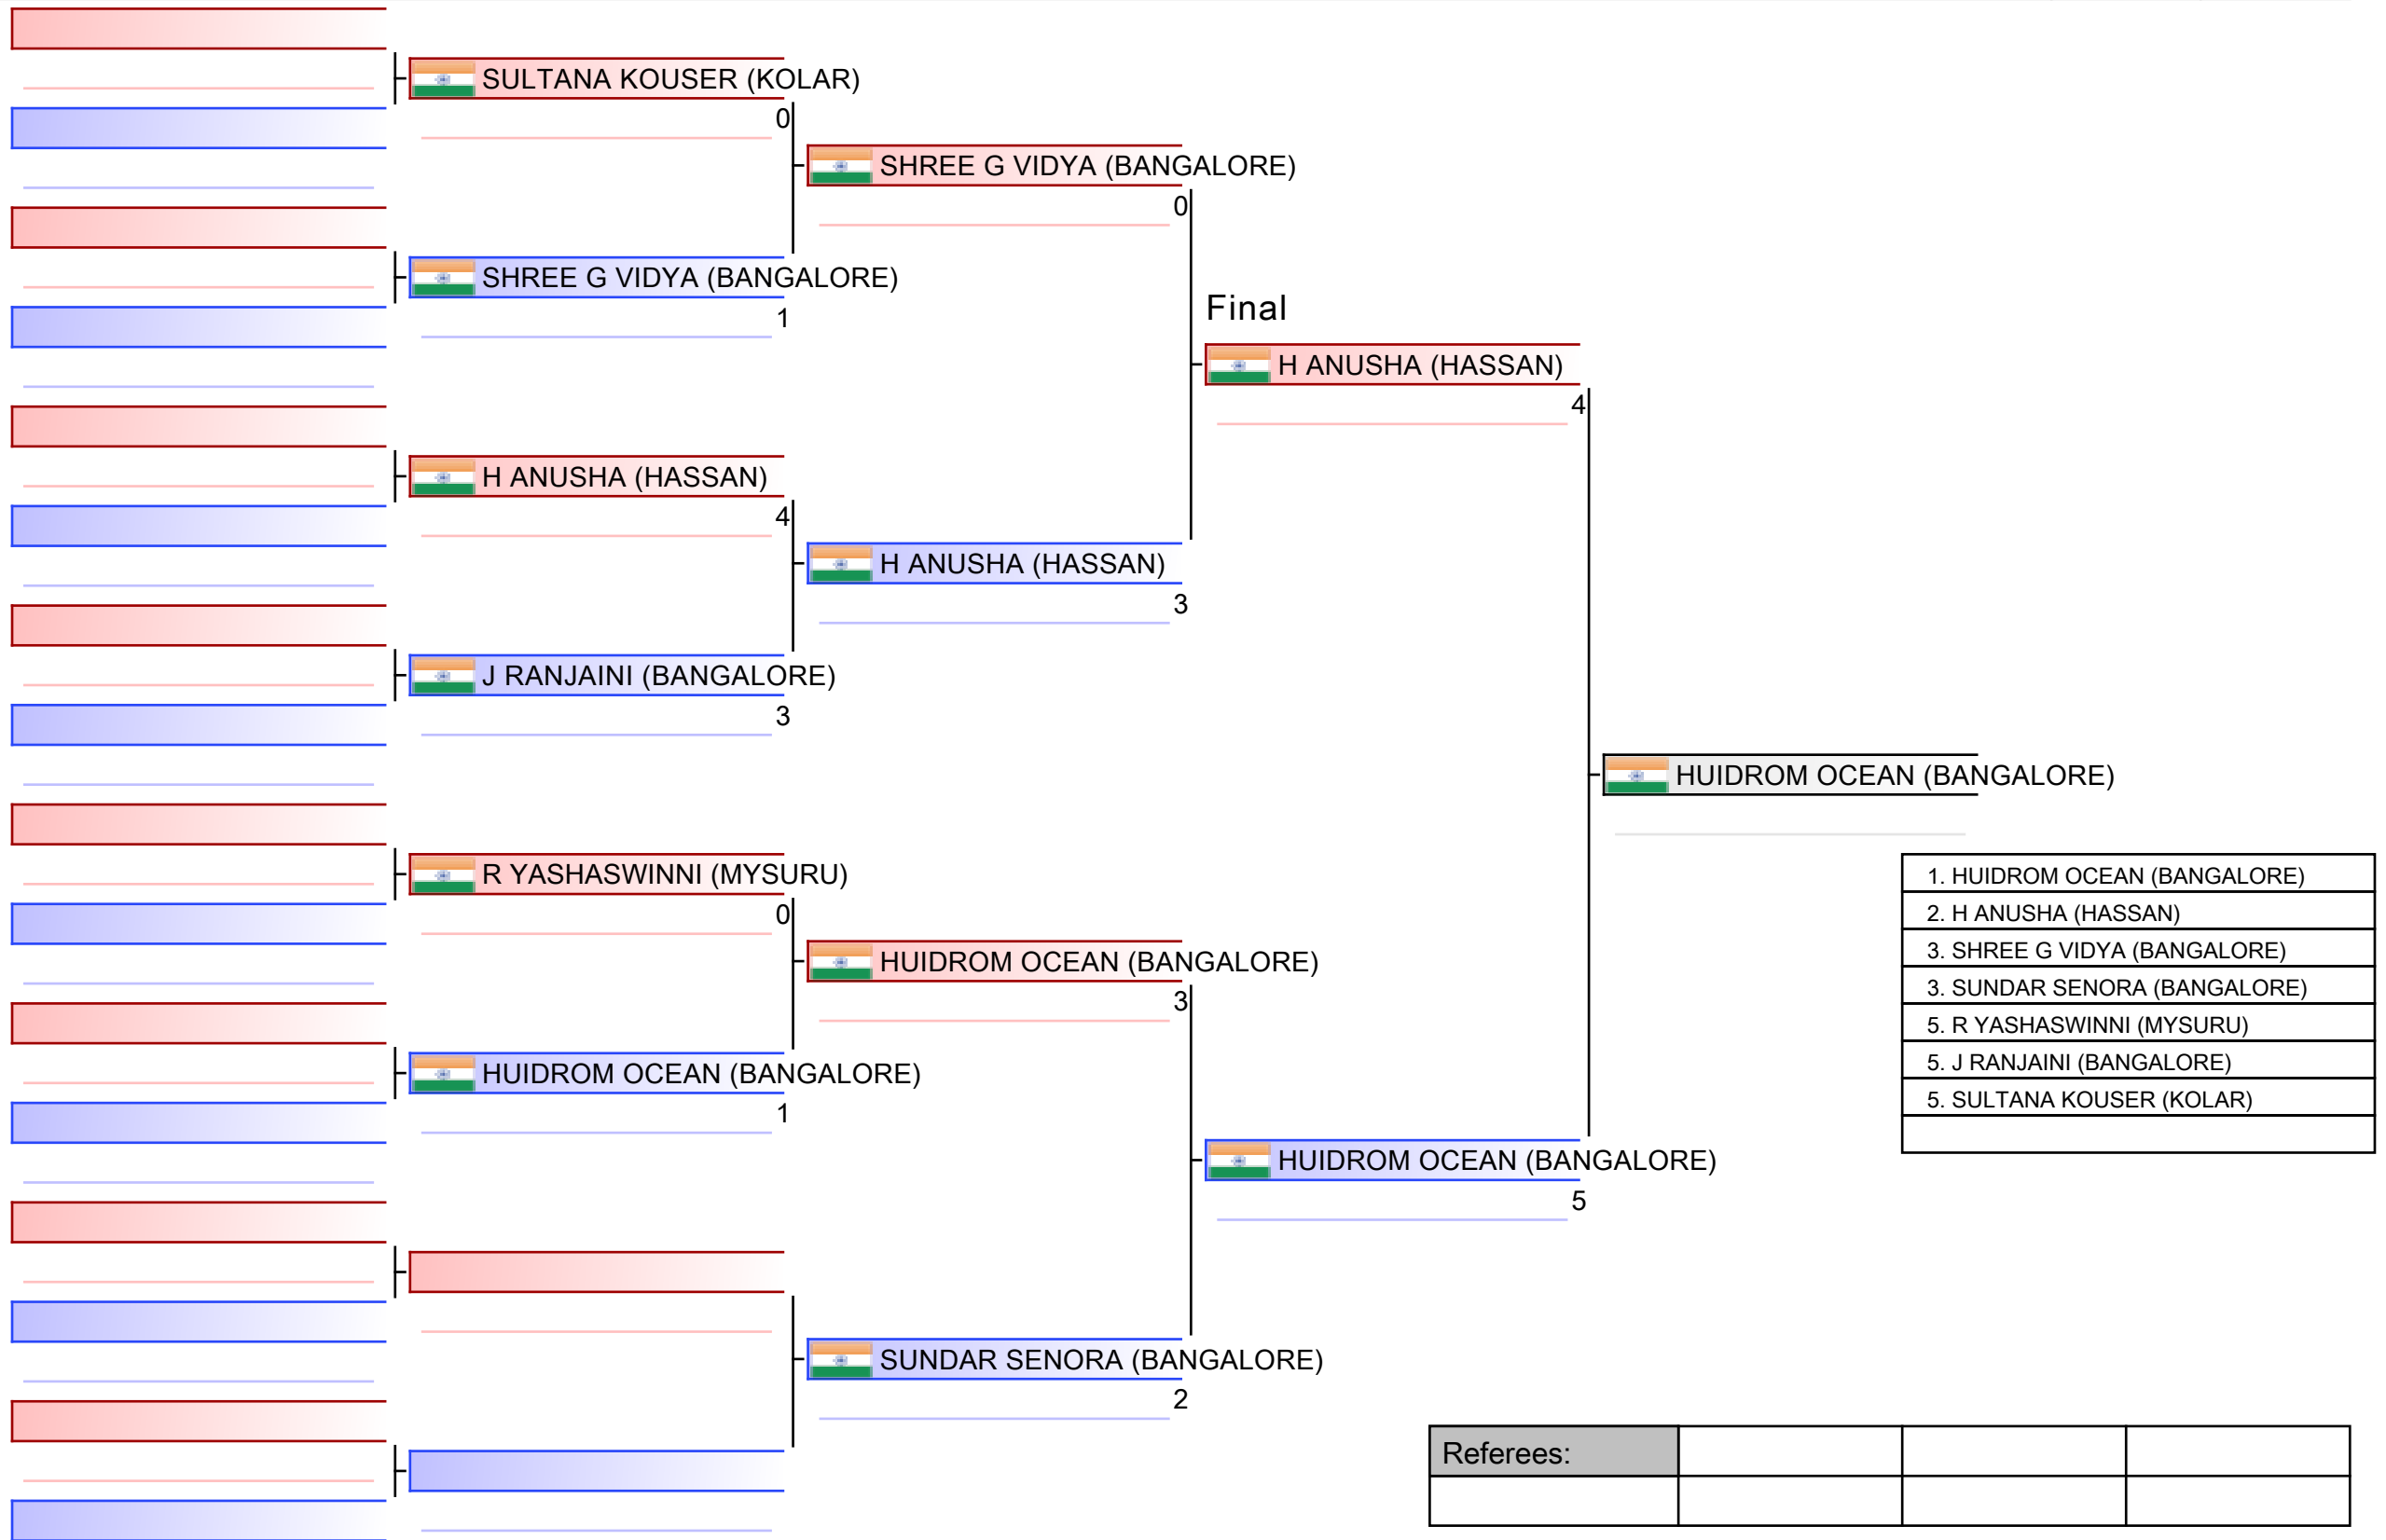 SULTANA KOUSER (KOLAR)
0
SHREE G VIDYA (BANGALORE)
0
SHREE G VIDYA (BANGALORE)
1
Final
H ANUSHA (HASSAN)
4
H ANUSHA (HASSAN)
4
H ANUSHA (HASSAN)
3
J RANJAINI (BANGALORE)
3
HUIDROM OCEAN (BANGALORE)
R YASHASWINNI (MYSURU)
0
HUIDROM OCEAN (BANGALORE)
3
HUIDROM OCEAN (BANGALORE)
1
HUIDROM OCEAN (BANGALORE)
5
SUNDAR SENORA (BANGALORE)
2
1. HUIDROM OCEAN (BANGALORE)
2. H ANUSHA (HASSAN)
3. SHREE G VIDYA (BANGALORE)
3. SUNDAR SENORA (BANGALORE)
5. R YASHASWINNI (MYSURU)
5. J RANJAINI (BANGALORE)
5. SULTANA KOUSER (KOLAR)
Referees: